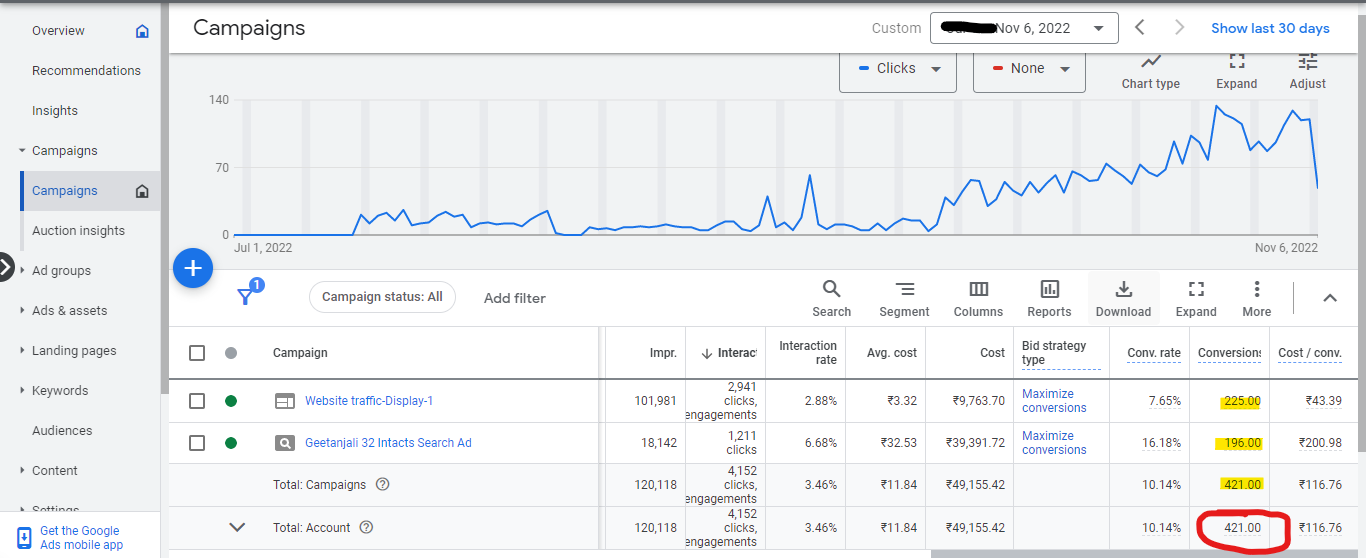 Overview
Recommendations
Insights
Campaigns
Campaigns
Auction insights
Ad groups
Ads & assets
Landing pages
Keywords
Audiences
Content
Settings
Get the Google
Ads mobile app
Campaigns
Custom
Nov 6, 2022
Show last 30 days
Clicks
None
Chart type
Expand
Adjust
140
70
0
Jul 1, 2022
Nov 6, 2022
1
Campaign status: All
Add filter
Search
Segment
Columns
Reports
Download
Expand
More
Campaign
Impr.
Interact
Interaction
rate
Avg. cost
Cost
Bid strategy
type
Conv. rate
Conversions
Cost / conv.
Website traffic-Display-1
101,981
2,941
clicks,
engagements
2.88%
₹3.32
₹9,763.70
Maximize
conversions
7.65%
225.00
₹43.39
Geetanjali 32 Intacts Search Ad
18,142
1,211
clicks
6.68%
₹32.53
₹39,391.72
Maximize
conversions
16.18%
196.00
₹200.98
Total: Campaigns
120,118
4,152
clicks,
engagements
3.46%
₹11.84
₹49,155.42
10.14%
421.00
₹116.76
Total: Account
120,118
4,152
clicks,
engagements
3.46%
₹11.84
₹49,155.42
10.14%
421.00
₹116.76